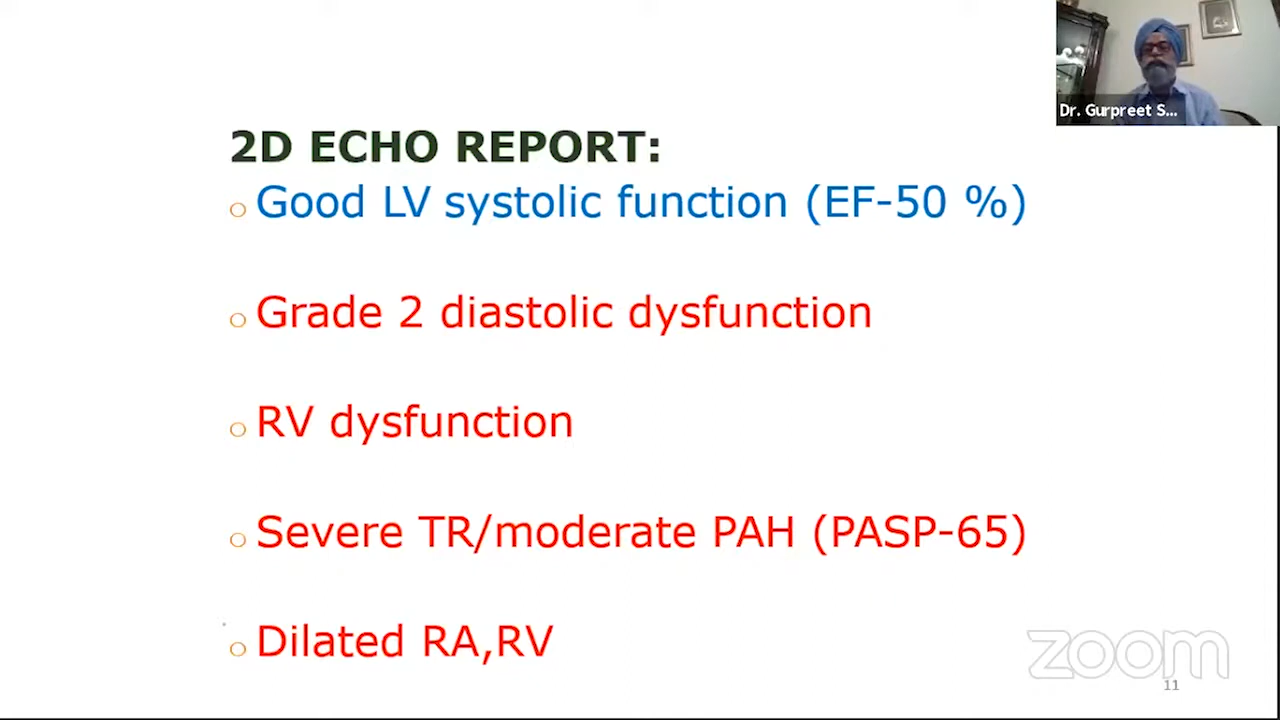 Dr. Gurpreet S...
2D ECHO REPORT:
Good LV systolic function (EF-50 %)
Grade 2 diastolic dysfunction
RV dysfunction
Severe TR/moderate PAH (PASP-65)
Dilated RA,RV
zoom
11